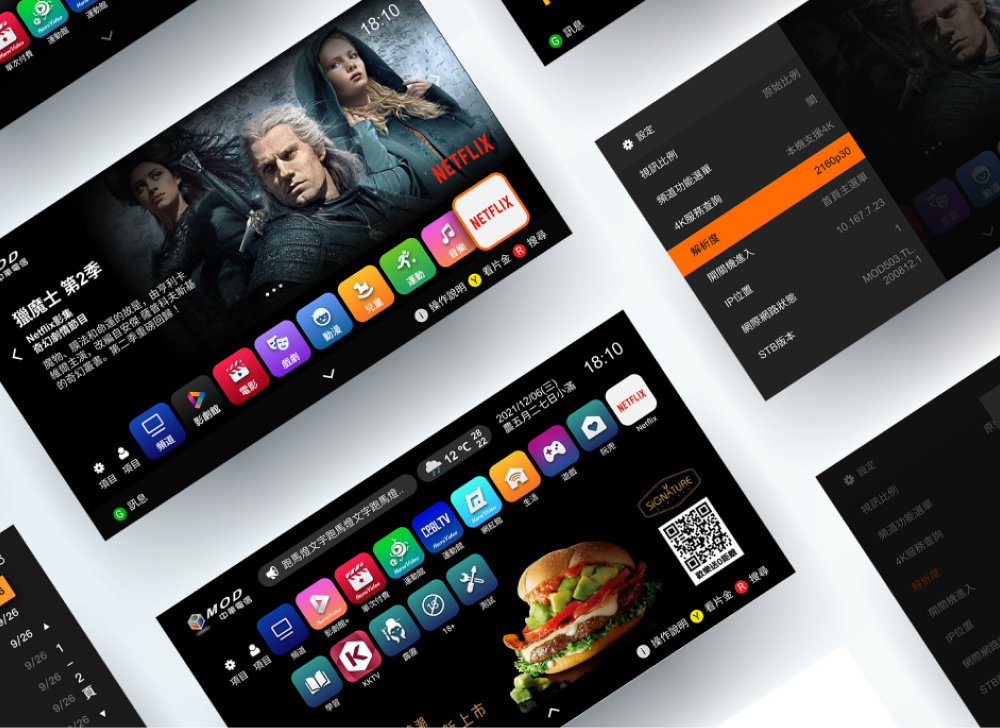 單次付費
運動館
運動館
G 訊息
18:10
NETFLIX
MOD
中華電信
獵魔士 第2季
Netflix影集
奇幻劇情節目
魔物、魔法和命運的故事，由亨利卡
維爾主演，改編自安傑·薩普科夫斯基
的奇幻叢書。第二季重磅回歸！
項目
項目
頻道
影劇館
電影
戲劇
動漫
兒童
運動
音樂
NETFLIX
G 訊息
操作說明
Y 看片金
R 搜尋
設定
視訊比例
原始比例
頻道功能選單
關
4K服務查詢
本機支援4K
解析度
2160p30
開關機進入
首頁主選單
IP位置
10.167.7.23
網際網路狀態
1
STB版本
MOD503.TL
200812.1
戲劇
MOD
中華電信
跑馬燈文字跑馬燈文字跑馬燈..
12 °C
28
22
2021/12/06(三)
農五月二七日小滿
18:10
項目
項目
頻道
HamiVideo
影劇館+
HamiVideo
單次付費
HamiVideo
運動館
CPBL TV
HamiVideo
運動館
HamiVideo
網紅館
生活
遊戲
NETFLIX
Netflix
學習
KKTV
霹靂
18
18+
測試
SIGNATURE
操作說明
Y 看片金
R 搜尋
新上市
9/26
9/26
9/26
9/26
1
2
頁
設定
視訊比例
頻道功能選單
4K服務查詢
解析度
開關機進入
IP位置